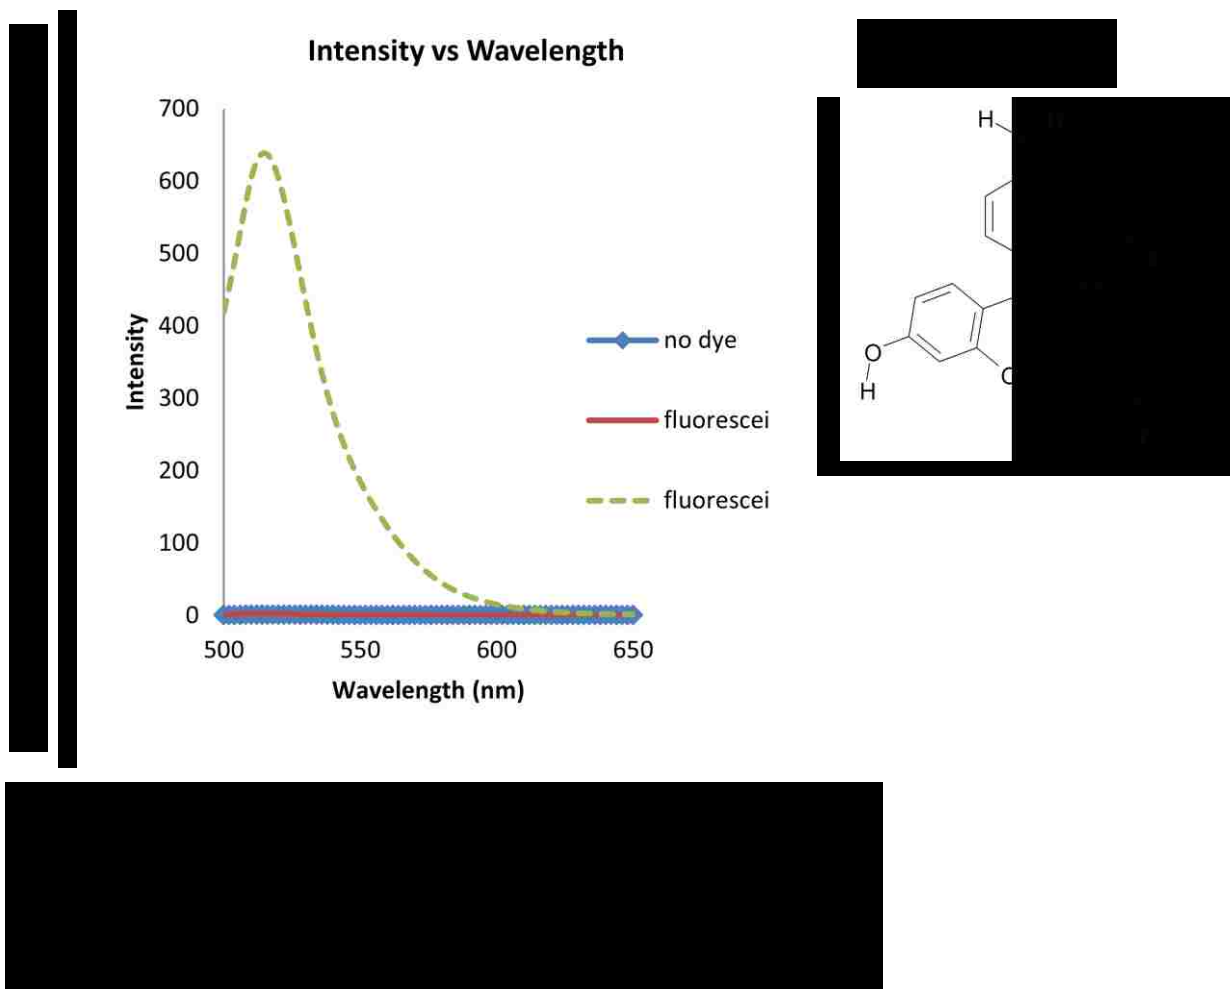 Intensity vs Wavelength
700
600
500
400
300
200
100
0
Intensity
500 550 600 650
Wavelength (nm)
no dye
fluorescei
fluorescei
H
O
H